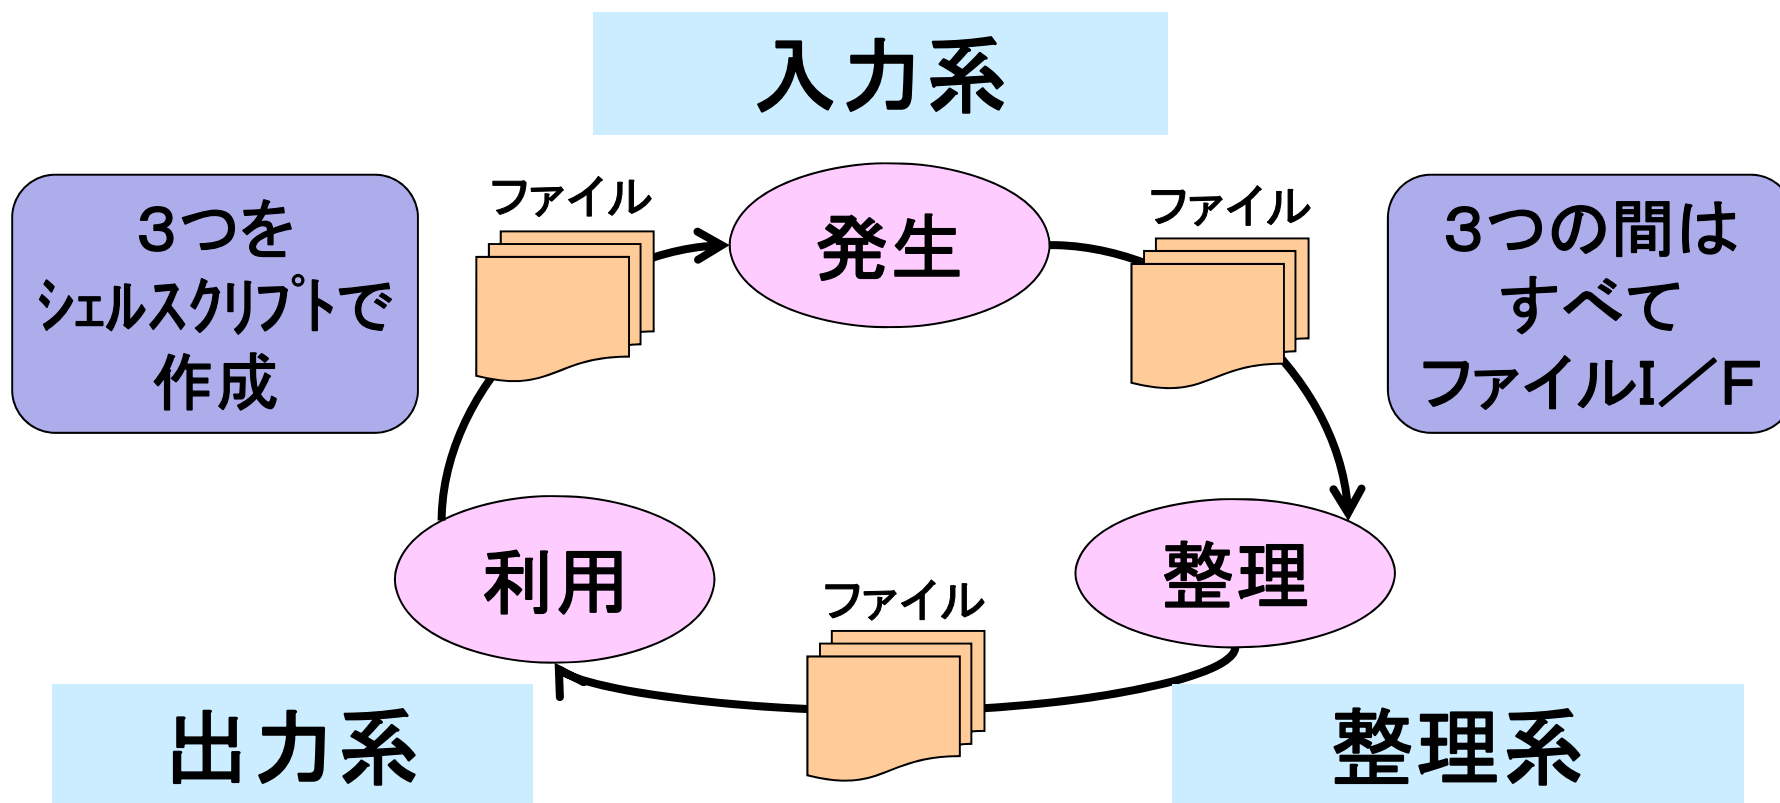 入力系
ファイル
発生
ファイル
３つを
シェルスクリプトで
作成
３つの間は
すべて
ファイルI／F
利用
整理
ファイル
出力系
整理系